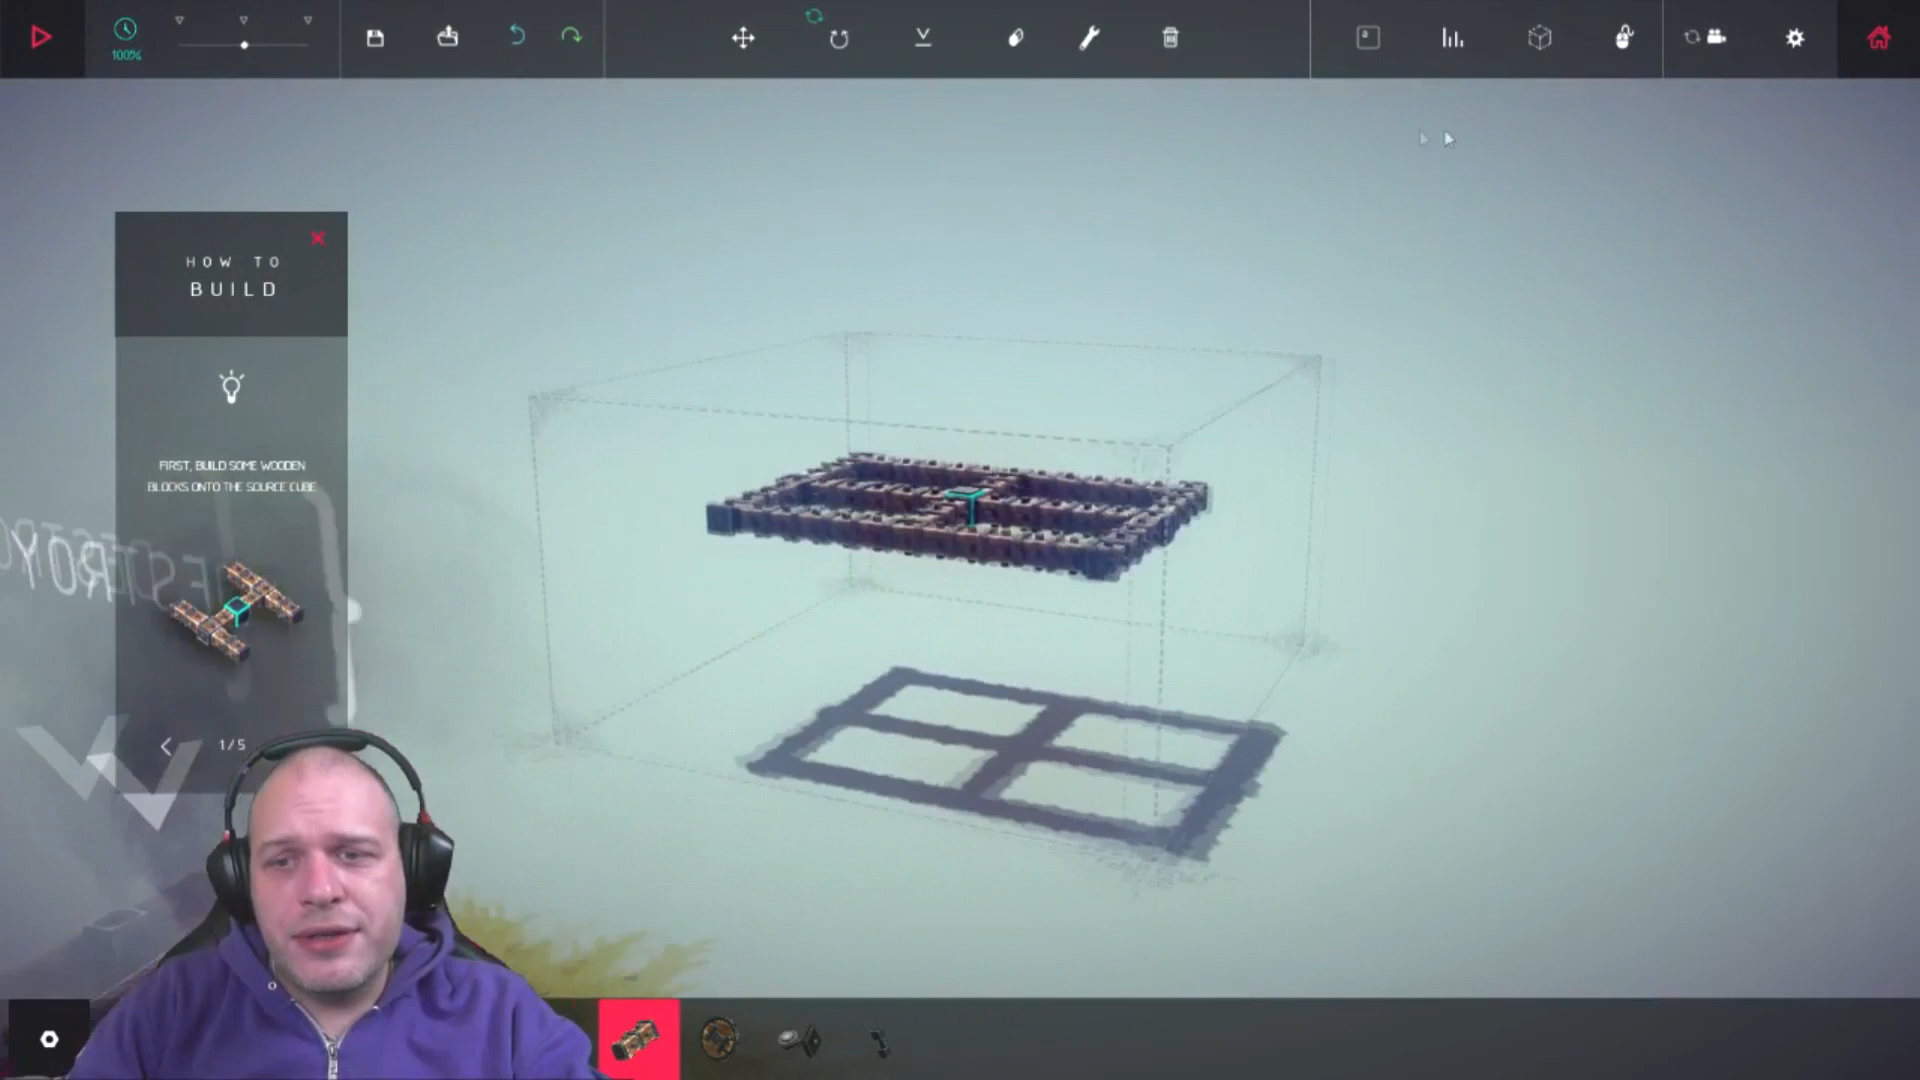 100%
HOW TO
BUILD
FIRST, BUILD SOME WOODEN
BLOCKS ONTO THE SOURCE CUBE
1/5